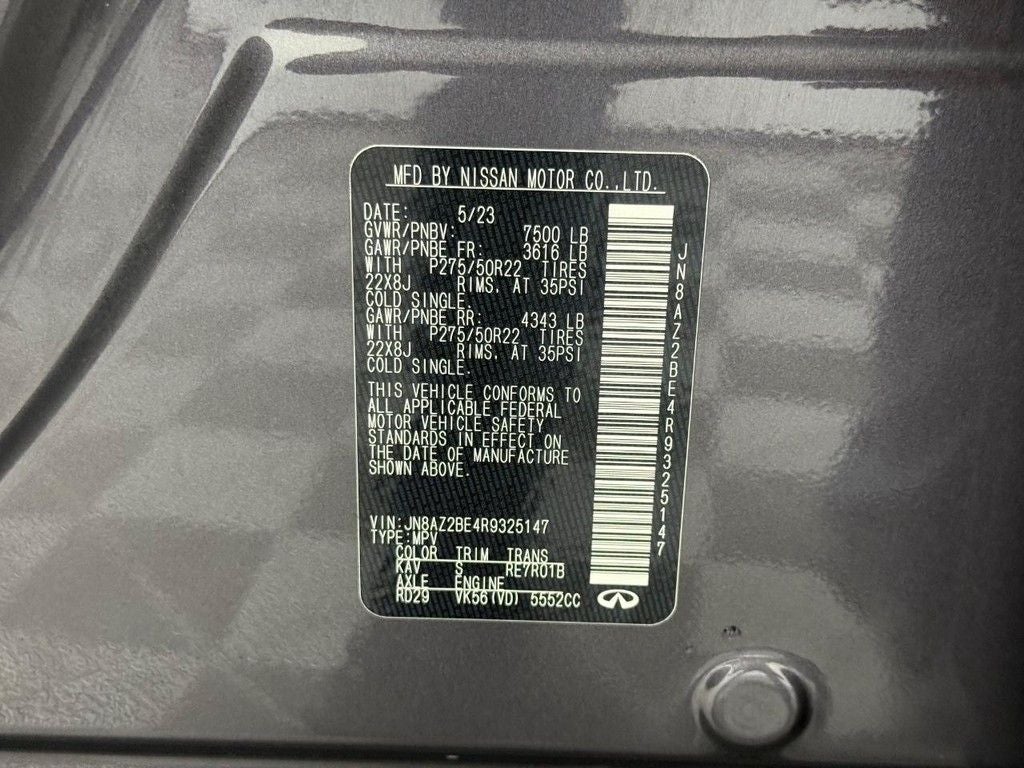 MFD BY NISSAN MOTOR CO.,LTD.
DATE: 5/23
GVWR/PNBV: 7500 LB
GAWR/PNBE FR: 3616 LB
WITH P275/50R22 TIRES
22X8J RIMS. AT 35PSI
COLD SINGLE.
GAWR/PNBE RR: 4343 LB
WITH P275/50R22 TIRES
22X8J RIMS. AT 35PSI
COLD SINGLE.
THIS VEHICLE CONFORMS TO
ALL APPLICABLE FEDERAL
MOTOR VEHICLE SAFETY
STANDARDS IN EFFECT ON
THE DATE OF MANUFACTURE
SHOWN ABOVE.
VIN:JN8AZ2BE4R9325147
TYPE:MPV
COLOR TRIM TRANS
KAV S RE7R01B
AXLE ENGINE
RD29 VK56(VD) 5552CC
JN8AZ2BE4R9325147